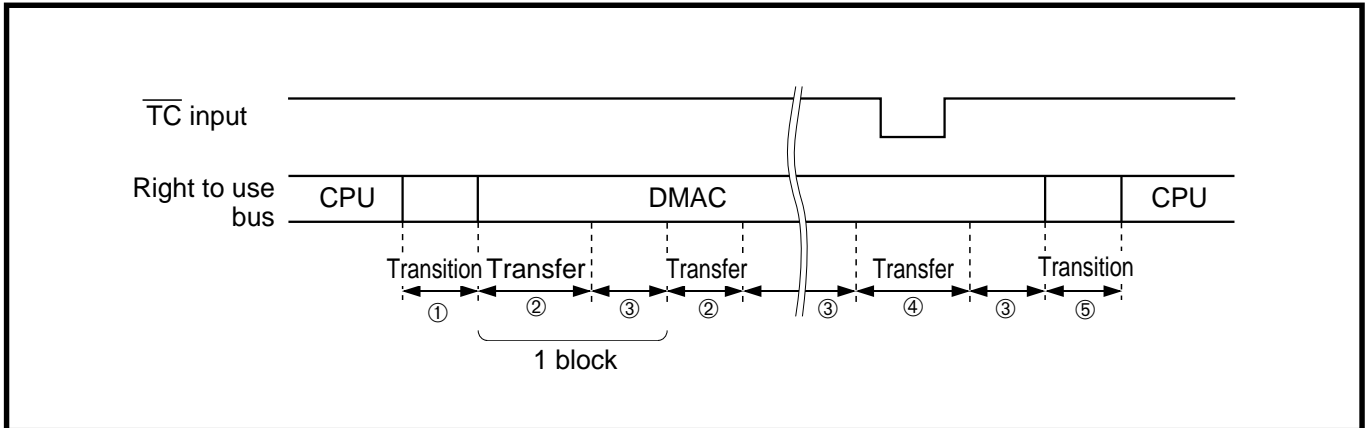 TC input
Right to use bus
CPU DMAC CPU
Transition Transfer Transfer Transfer Transition
① ② ③ ② ③ ④ ③ ⑤
1 block